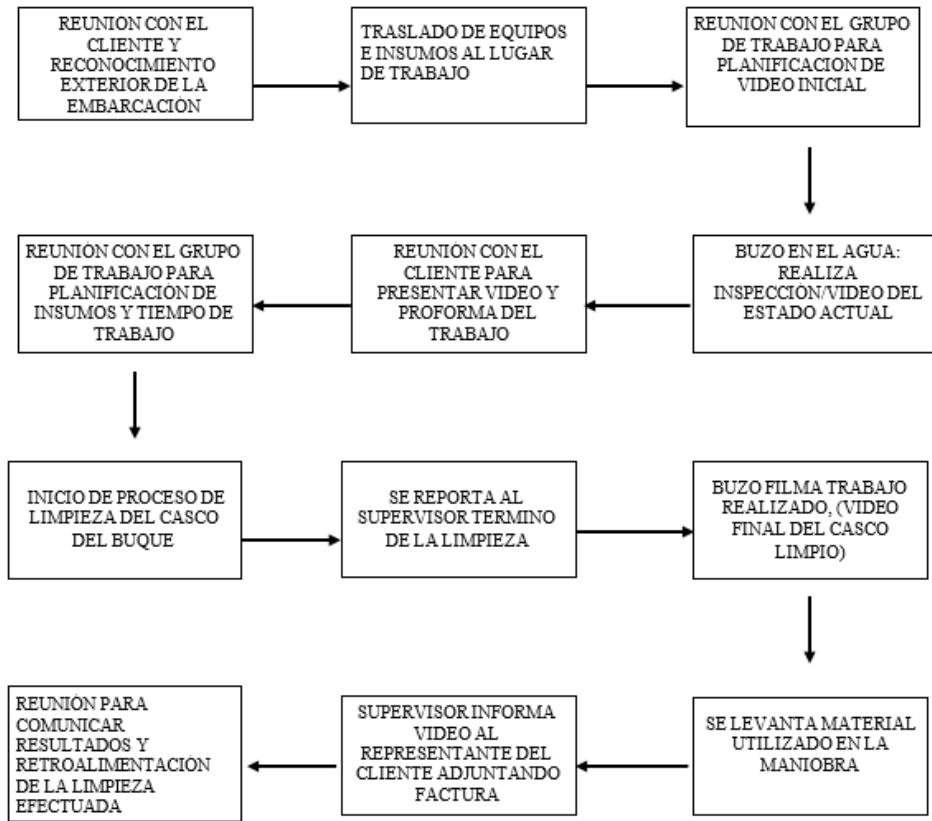 REUNION CON EL
CLIENTE Y
RECONOCIMIENTO
EXTERIOR DE LA
EMBARCACIÓN
TRASLADO DE EQUIPOS
E INSUMOS AL LUGAR
DE TRABAJO
REUNION CON EL GRUPO
DE TRABAJO PARA
PLANIFICACIÓN DE
VIDEO INICIAL
BUZO EN EL AGUA:
REALIZA
INSPECCIÓN/VIDEO DEL
ESTADO ACTUAL
REUNIÓN CON EL
CLIENTE PARA
PRESENTAR VIDEO Y
PROFORMA DEL
TRABAJO
REUNIÓN CON EL GRUPO
DE TRABAJO PARA
PLANIFICACIÓN DE
INSUMOS Y TIEMPO DE
TRABAJO
INICIO DE PROCESO DE
LIMPIEZA DEL CASCO
DEL BUQUE
SE REPORTA AL
SUPERVISOR TERMINO
DE LA LIMPIEZA
BUZO FILMA TRABAJO
REALIZADO, (VIDEO
FINAL DEL CASCO
LIMPIO)
SE LEVANTA MATERIAL
UTILIZADO EN LA
MANIOBRA
SUPERVISOR INFORMA
VIDEO AL
REPRESENTANTE DEL
CLIENTE ADJUNTANDO
FACTURA
REUNIÓN PARA
COMUNICAR
RESULTADOS Y
RETROALIMENTACIÓN
DE LA LIMPIEZA
EFECTUADA